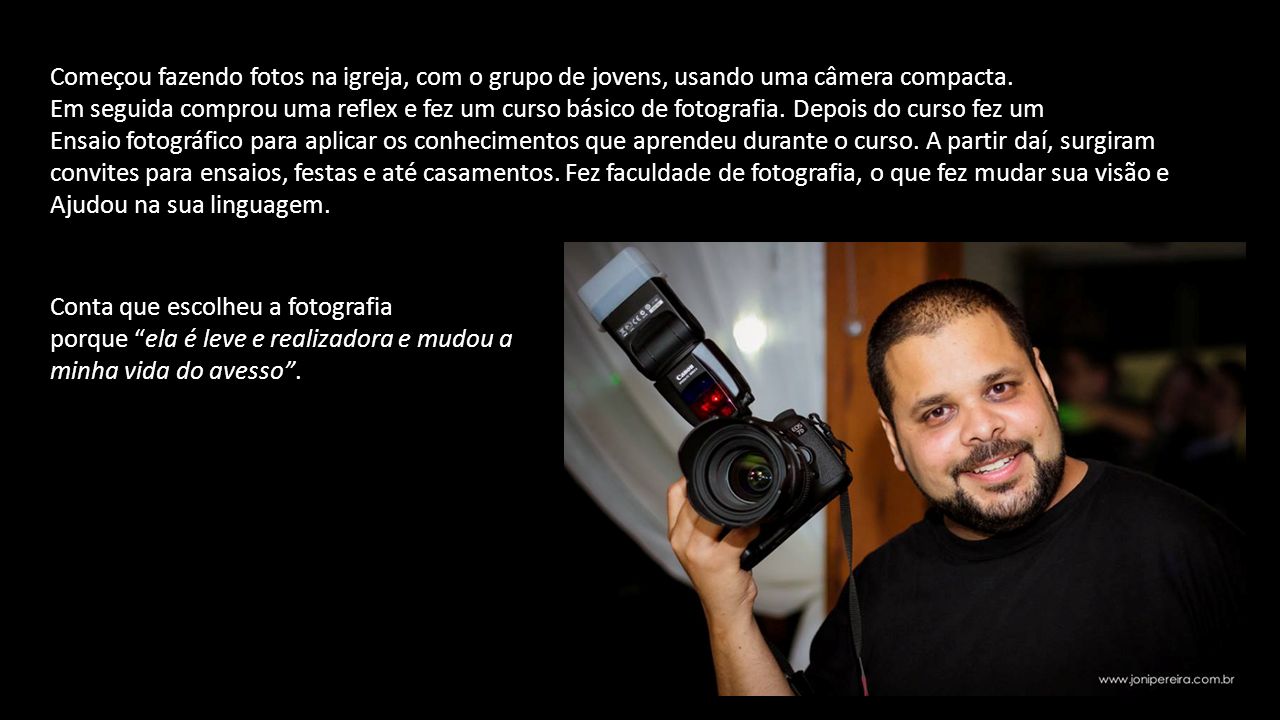 Começou fazendo fotos na igreja, com o grupo de jovens, usando uma câmera compacta.
Em seguida comprou uma reflex e fez um curso básico de fotografia. Depois do curso fez um
Ensaio fotográfico para aplicar os conhecimentos que aprendeu durante o curso. A partir daí, surgiram
convites para ensaios, festas e até casamentos. Fez faculdade de fotografia, o que fez mudar sua visão e
Ajudou na sua linguagem.
Conta que escolheu a fotografia
porque “ela é leve e realizadora e mudou a
minha vida do avesso”.
Canon
EOS
7D
www.jonipereira.com.br